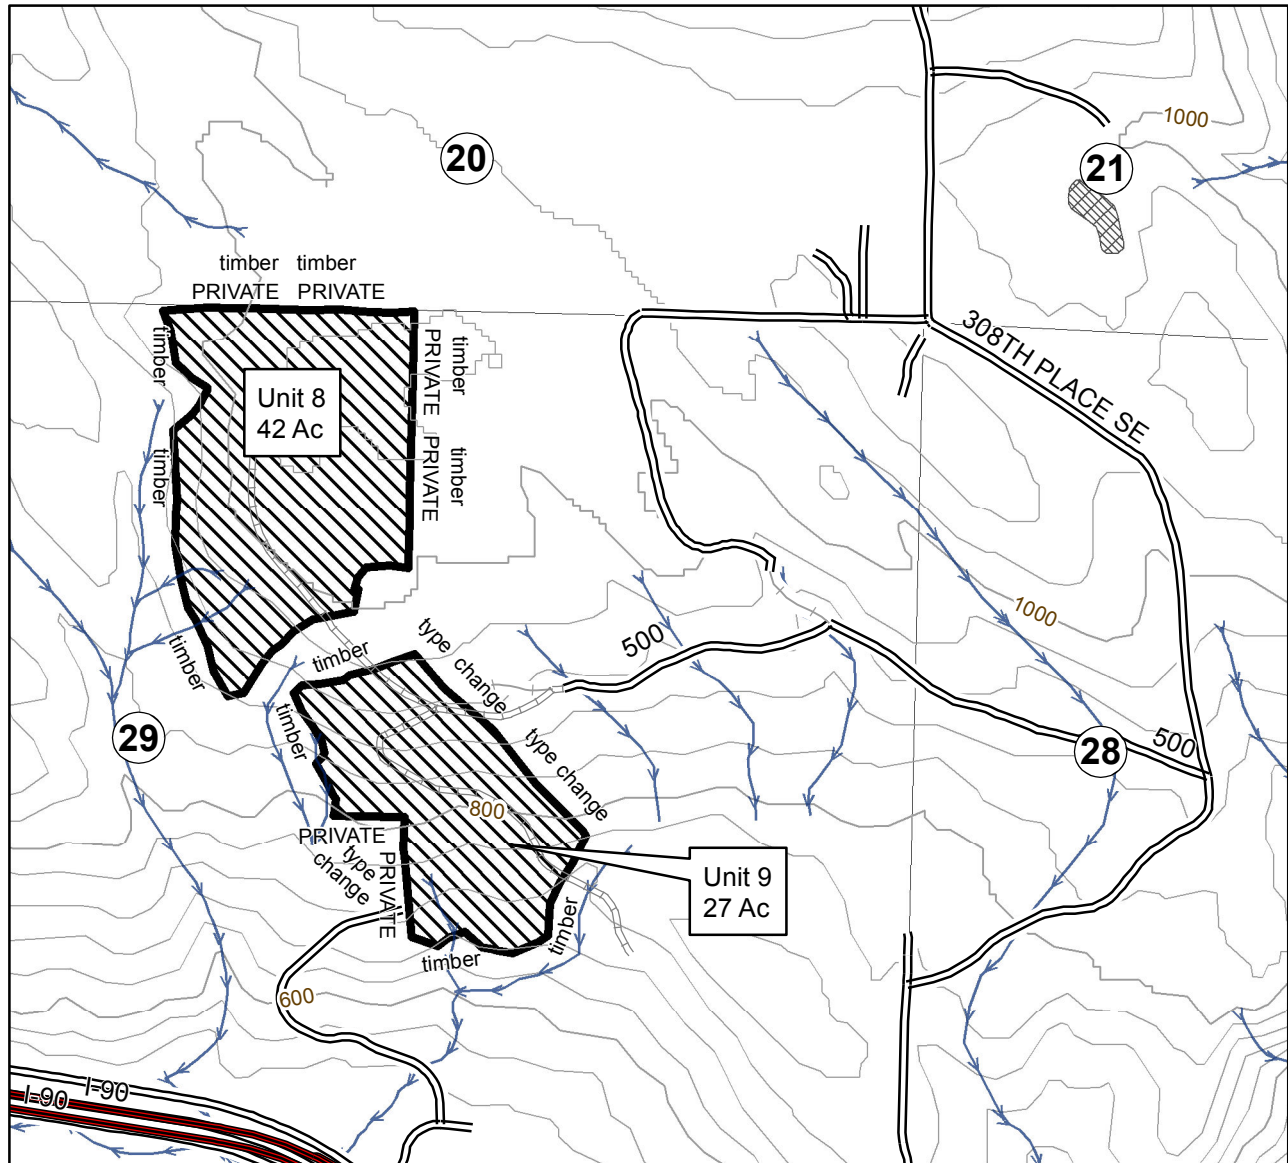 1000
20
21
timber timber
PRIVATE PRIVATE
308TH PLACE SE
timber
timber
PRIVATE
Unit 8
42 Ac
timber
timber
PRIVATE
1000
500
type change
timber
timber
timber
29
type change
28
500
800
PRIVATE
type
change
PRIVATE
Unit 9
27 Ac
timber
timber
600
I-90
I-90